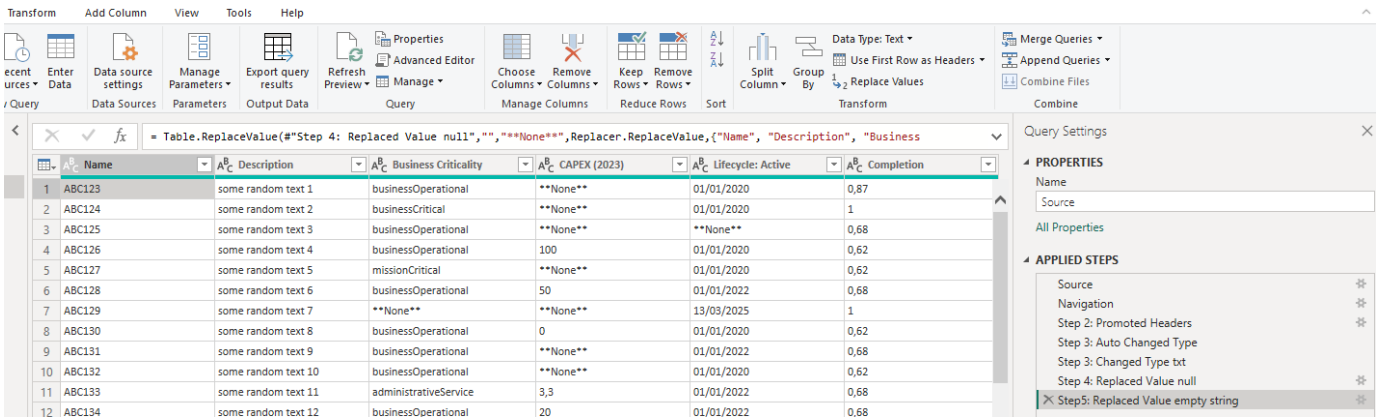 Transform Add Column View Tools Help
ecent Enter Data source Manage Export query Refresh Properties Choose Remove Keep Remove Split Group Data Type: Text Merge Queries
urces Data settings Parameters results Preview Advanced Editor Columns Columns Rows Rows Column By Use First Row as Headers Append Queries
Manage 1 2 Replace Values Combine Files
Query Data Sources Parameters Output Data Query Manage Columns Reduce Rows Sort Transform Combine
fx = Table.ReplaceValue(#"Step 4: Replaced Value null","","**None**",Replacer.ReplaceValue,{"Name", "Description", "Business
Query Settings
ABC Name ABC Description ABC Business Criticality ABC CAPEX (2023) ABC Lifecycle: Active ABC Completion
1 ABC123 some random text 1 businessOperational **None** 01/01/2020 0,87
2 ABC124 some random text 2 businessCritical **None** 01/01/2020 1
3 ABC125 some random text 3 businessOperational **None** **None** 0,68
4 ABC126 some random text 4 businessOperational 100 01/01/2020 0,62
5 ABC127 some random text 5 missionCritical **None** 01/01/2020 0,62
6 ABC128 some random text 6 businessOperational 50 01/01/2022 0,68
7 ABC129 some random text 7 **None** **None** 13/03/2025 1
8 ABC130 some random text 8 businessOperational 0 01/01/2020 0,62
9 ABC131 some random text 9 businessOperational **None** 01/01/2022 0,68
10 ABC132 some random text 10 businessOperational **None** 01/01/2020 0,62
11 ABC133 some random text 11 administrativeService 3,3 01/01/2022 0,68
12 ABC134 some random text 12 businessOperational 20 01/01/2022 0,68
PROPERTIES
Name
Source
All Properties
APPLIED STEPS
Source
Navigation
Step 2: Promoted Headers
Step 3: Auto Changed Type
Step 3: Changed Type txt
Step 4: Replaced Value null
Step5: Replaced Value empty string